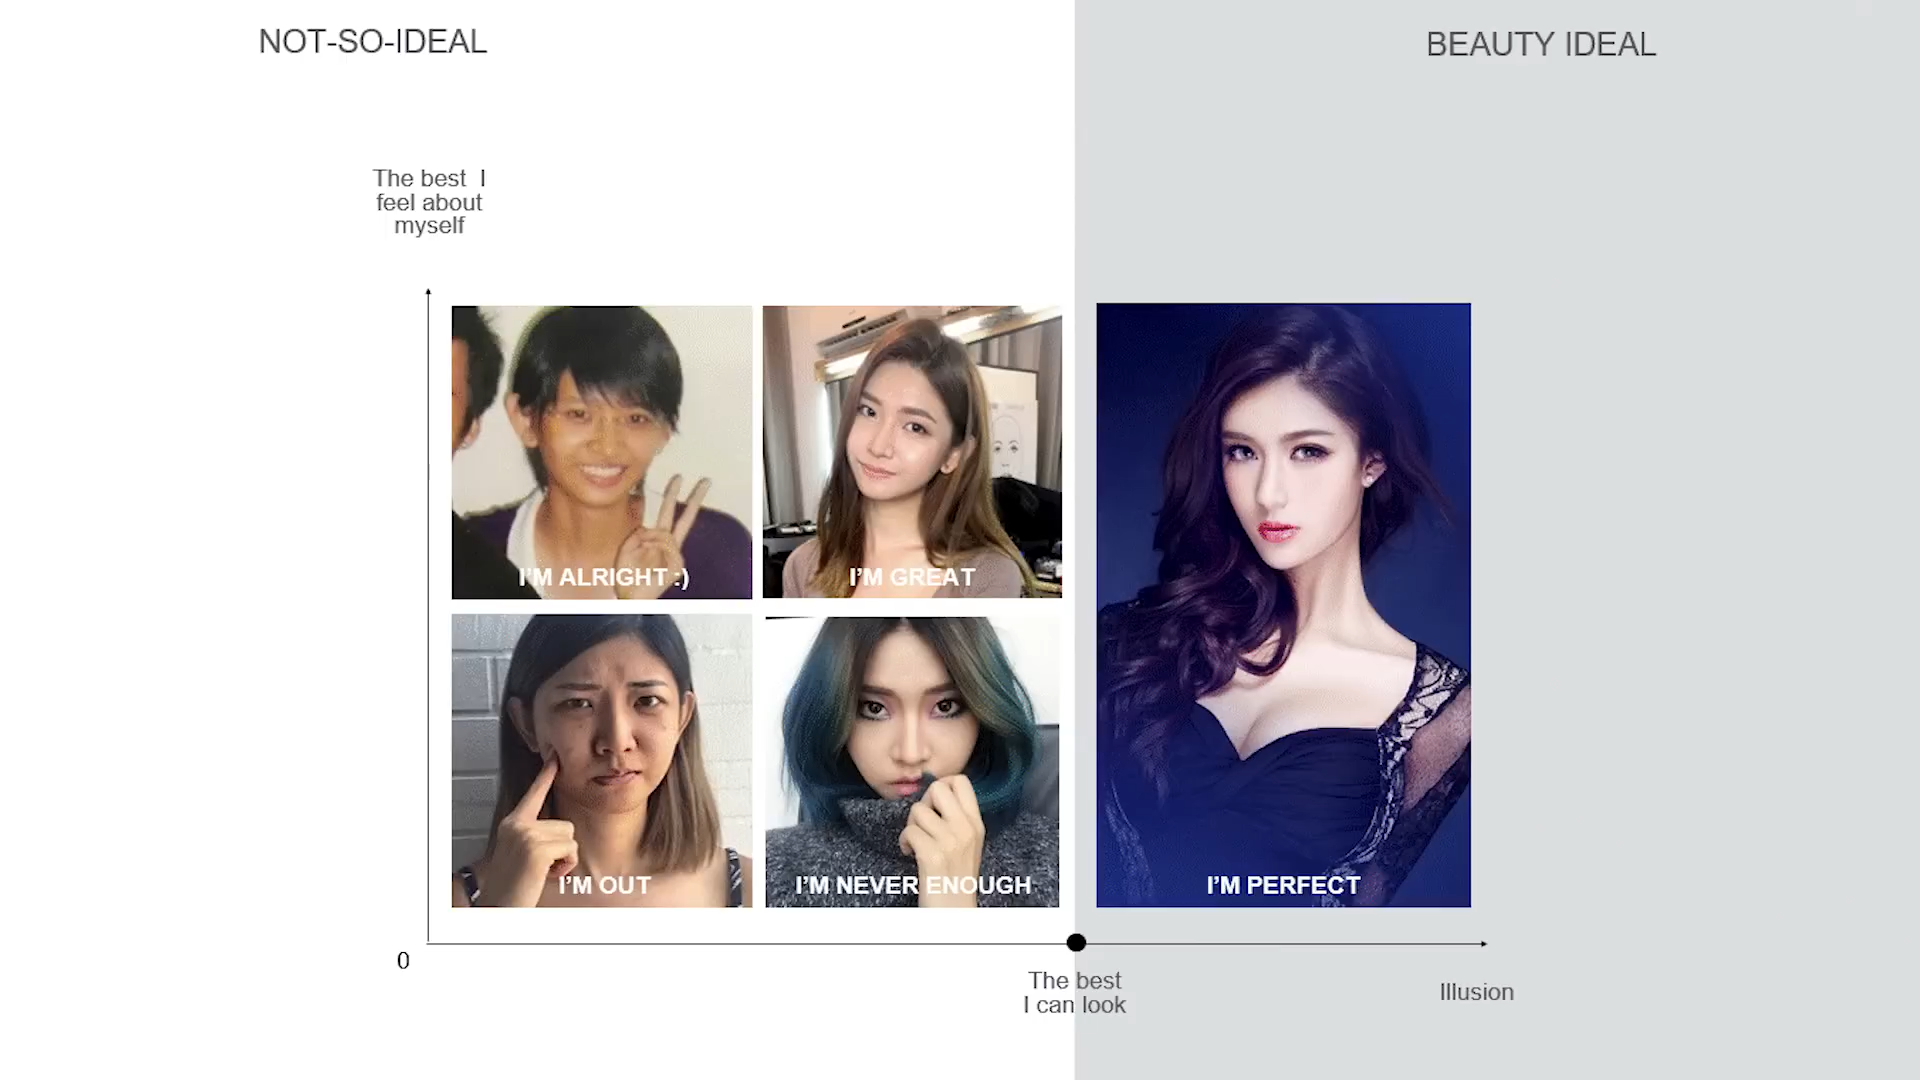 NOT-SO-IDEAL
BEAUTY IDEAL
The best I
feel about
myself
I'M ALRIGHT :)
I'M GREAT
I'M OUT
I'M NEVER ENOUGH
I'M PERFECT
0
The best
I can look
Illusion